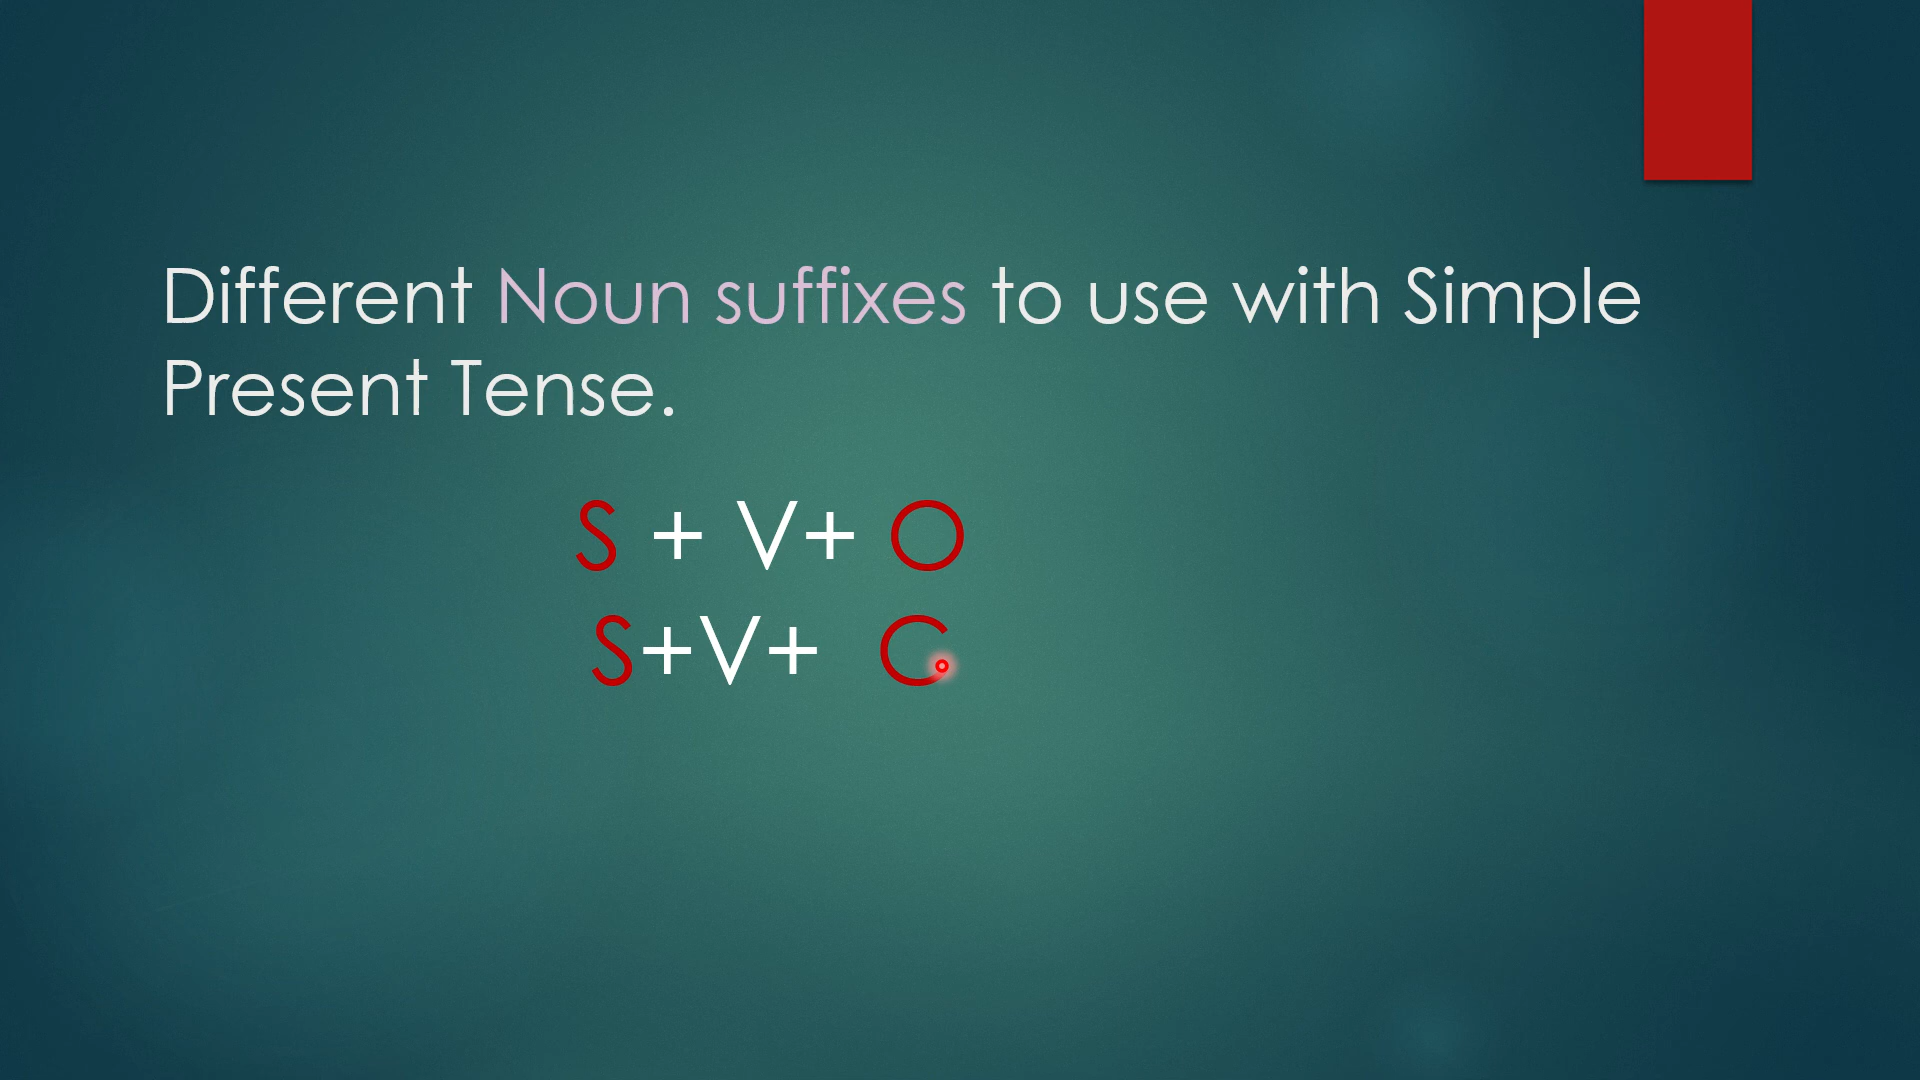 Different Noun suffixes to use with Simple
Present Tense.
S + V+ O
S+V+ C